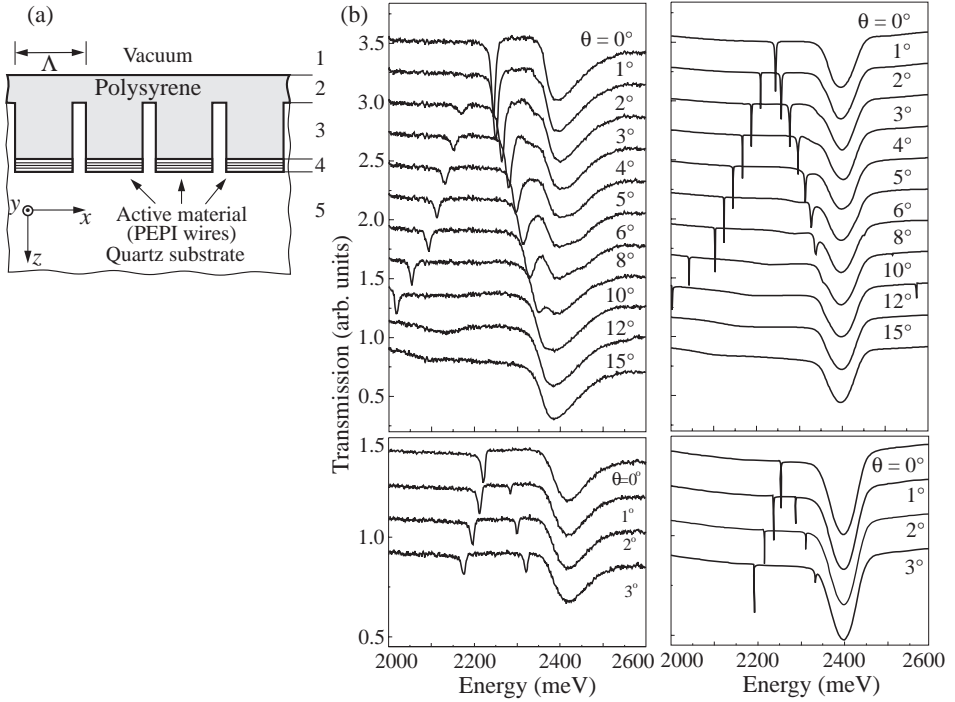 (a)
Λ
Vacuum
1
Polysyrene
2
3
4
Active material
(PEPI wires)
Quartz substrate
5
y
x
z
(b)
Transmission (arb. units)
3.5
3.0
2.5
2.0
1.5
1.0
0.5
θ = 0°
1°
2°
3°
4°
5°
6°
8°
10°
12°
15°
θ = 0°
1°
2°
3°
4°
5°
6°
8°
10°
12°
15°
1.5
1.0
0.5
θ=0°
1°
2°
3°
2000 2200 2400 2600
Energy (meV)
θ = 0°
1°
2°
3°
2000 2200 2400 2600
Energy (meV)